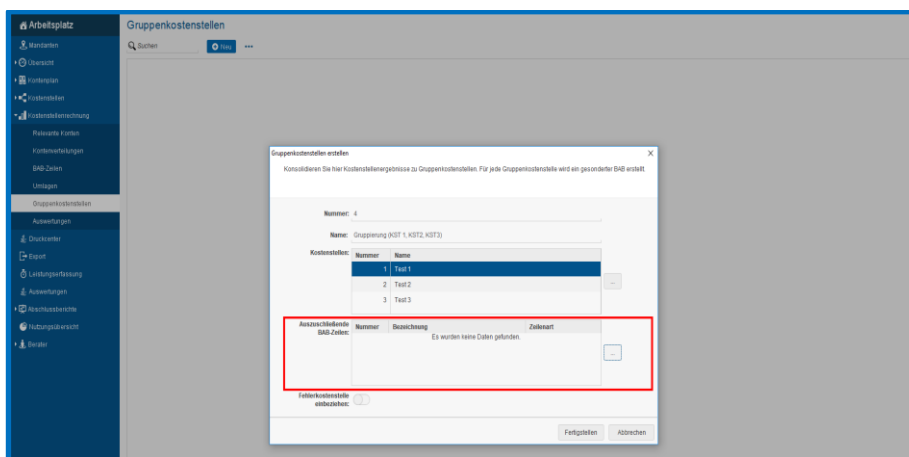 Arbeitsplatz
Mandanten
Übersicht
Kontenplan
Kostenstellen
Kostenstellenrechnung
Relevante Konten
Kontenverteilungen
BAB-Zeilen
Umlagen
Gruppenkostenstellen
Auswertungen
Druckcenter
Export
Leistungserfassung
Auswertungen
Abschlussberichte
Nutzungsübersicht
Berater
Gruppenkostenstellen
Suchen
Neu
Gruppenkostenstellen erstellen
Konsolidieren Sie hier Kostenstellenergebnisse zu Gruppenkostenstellen. Für jede Gruppenkostenstelle wird ein gesonderter BAB erstellt.
Nummer: 4
Name: Gruppierung (KST 1, KST2, KST3)
Kostenstellen: Nummer Name
1 Test 1
2 Test 2
3 Test 3
...
Auszuschließende BAB-Zeilen: Nummer Bezeichnung Zeilenart
Es wurden keine Daten gefunden.
...
Fehlerkostenstelle
einbeziehen:
Fertigstellen Abbrechen